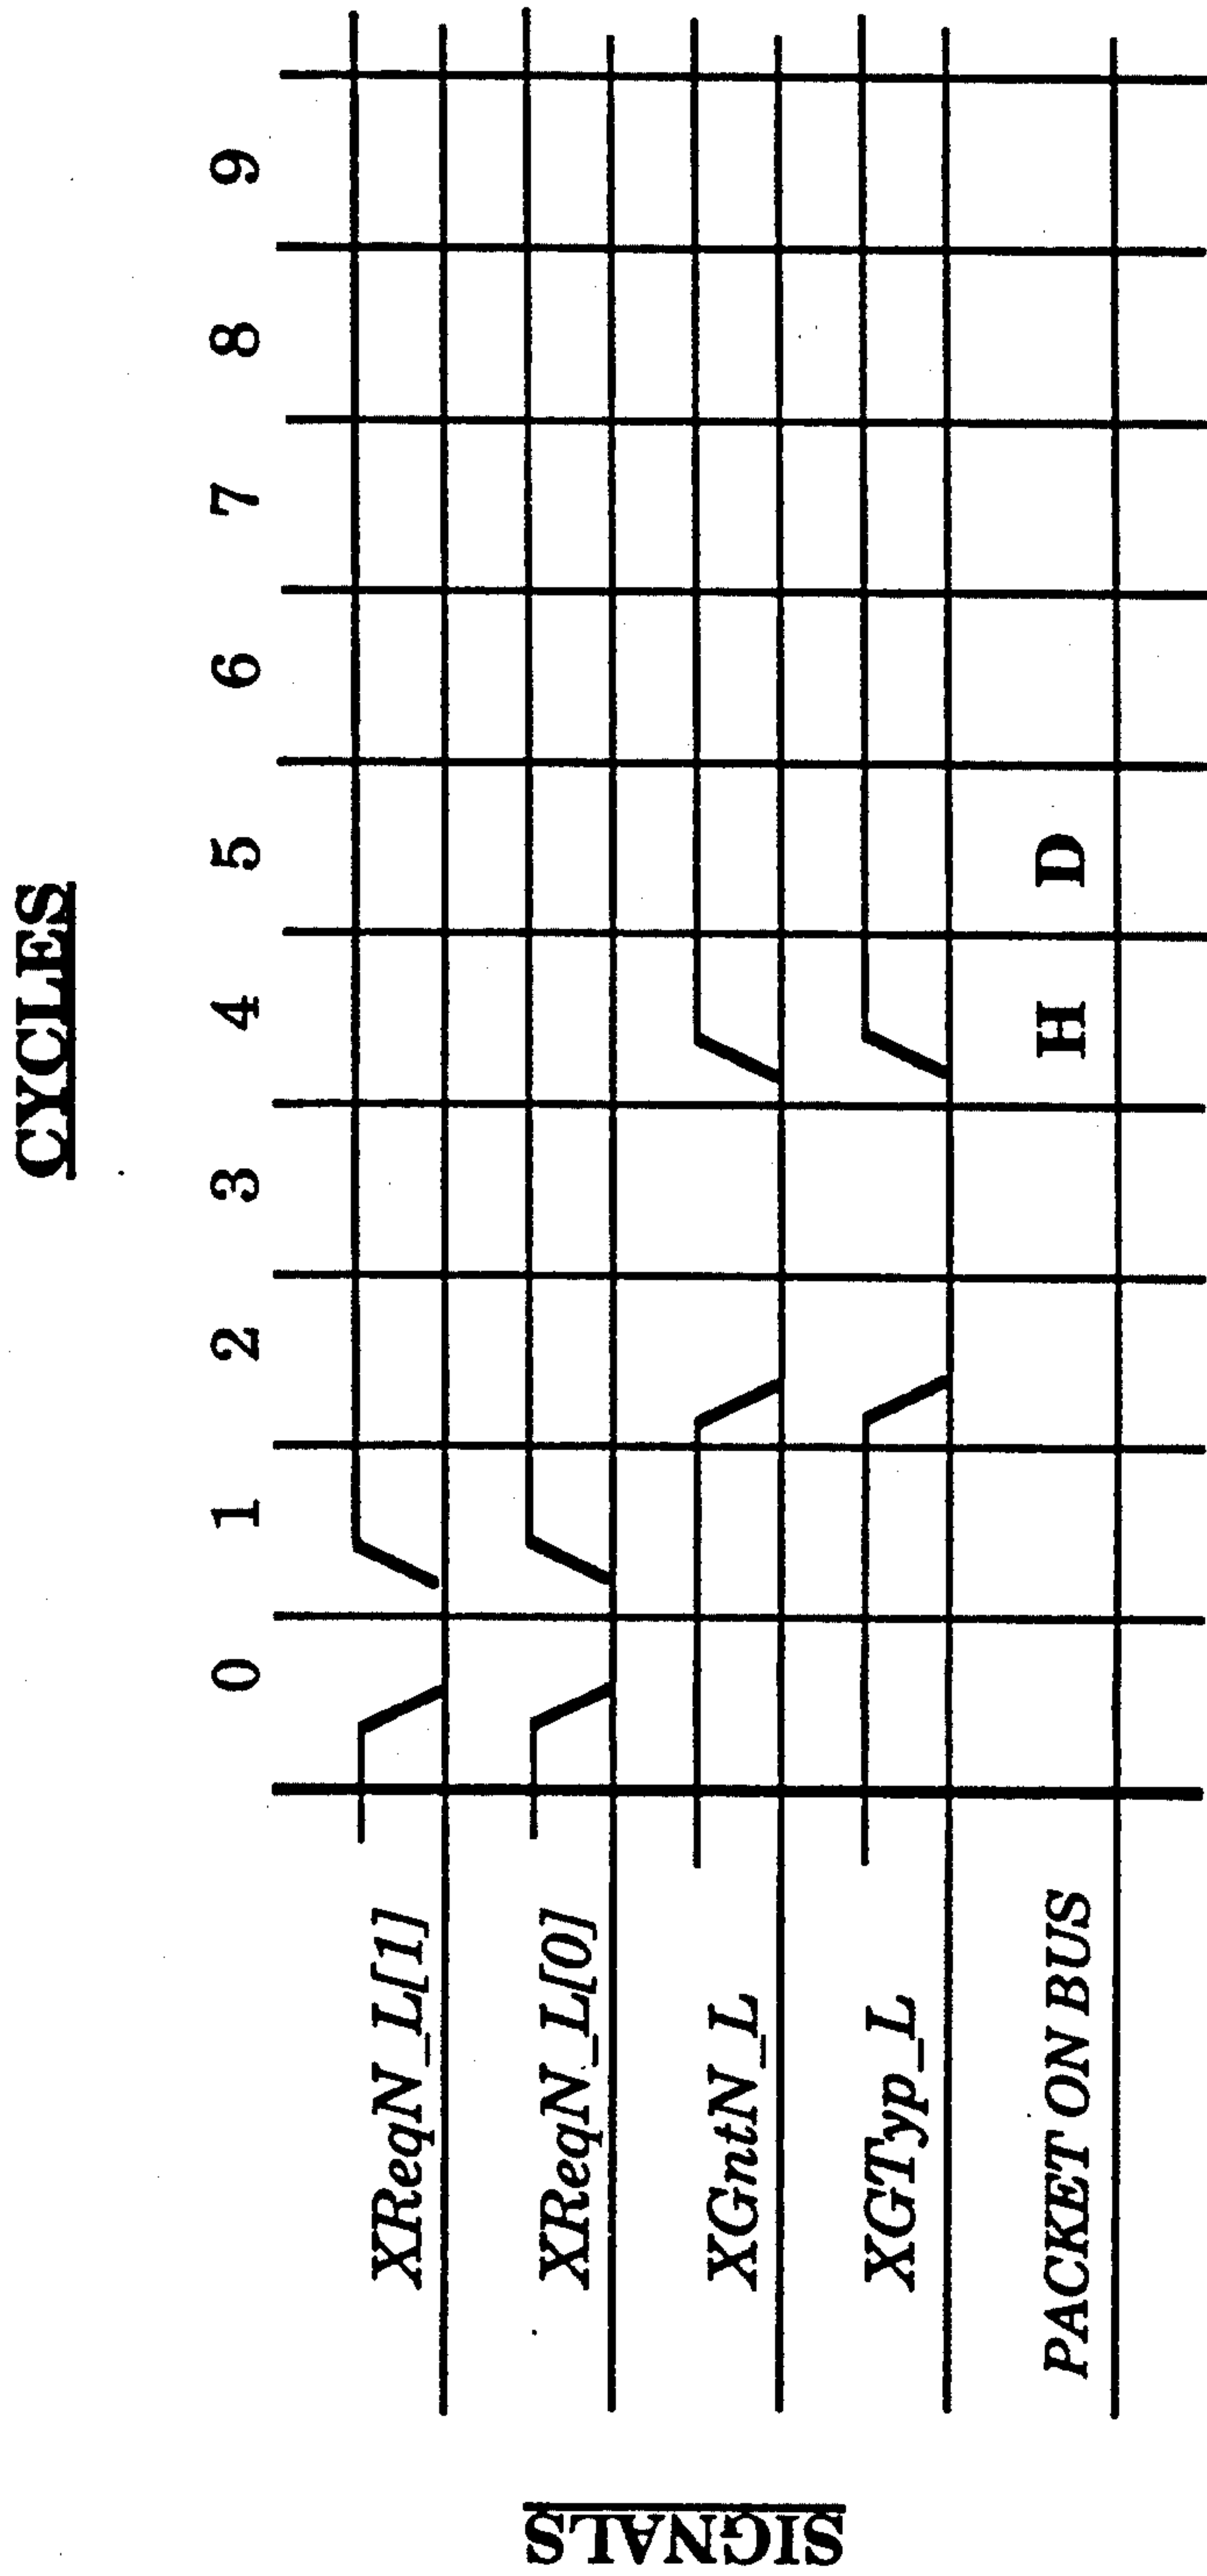 CYCLES
0 1 2 3 4 5 6 7 8 9
SIGNALS
XReqN_L[1]
XReqN_L[0]
XGntN_L
XGTyp_L
PACKET ON BUS H D